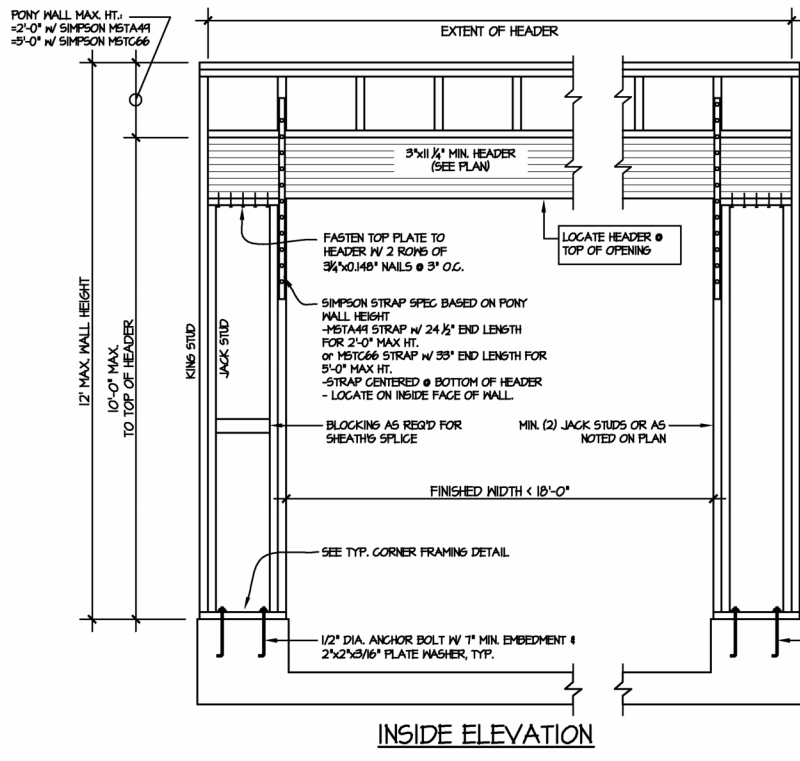 PONY WALL MAX. HT.:
=2'-0" W/ SIMPSON MSTA49
=5'-0" W/ SIMPSON MSTC66
EXTENT OF HEADER
3"x11 1/4" MIN. HEADER
(SEE PLAN)
FASTEN TOP PLATE TO
HEADER W/ 2 ROWS OF
3 1/4"x0.148" NAILS @ 3" O.C.
LOCATE HEADER @
TOP OF OPENING
SIMPSON STRAP SPEC BASED ON PONY
WALL HEIGHT
-MSTA49 STRAP W/ 24 1/2" END LENGTH
FOR 2'-0" MAX HT.
or MSTC66 STRAP W/ 33" END LENGTH FOR
5'-0" MAX HT.
-STRAP CENTERED @ BOTTOM OF HEADER
- LOCATE ON INSIDE FACE OF WALL.
12' MAX. WALL HEIGHT
10'-0" MAX.
TO TOP OF HEADER
KING STUD
JACK STUD
BLOCKING AS REQ'D FOR
SHEATH'G SPLICE
MIN. (2) JACK STUDS OR AS
NOTED ON PLAN
FINISHED WIDTH < 18'-0"
SEE TYP. CORNER FRAMING DETAIL
1/2" DIA. ANCHOR BOLT W/ 7" MIN. EMBEDMENT &
2"x2"x3/16" PLATE WASHER, TYP.
INSIDE ELEVATION